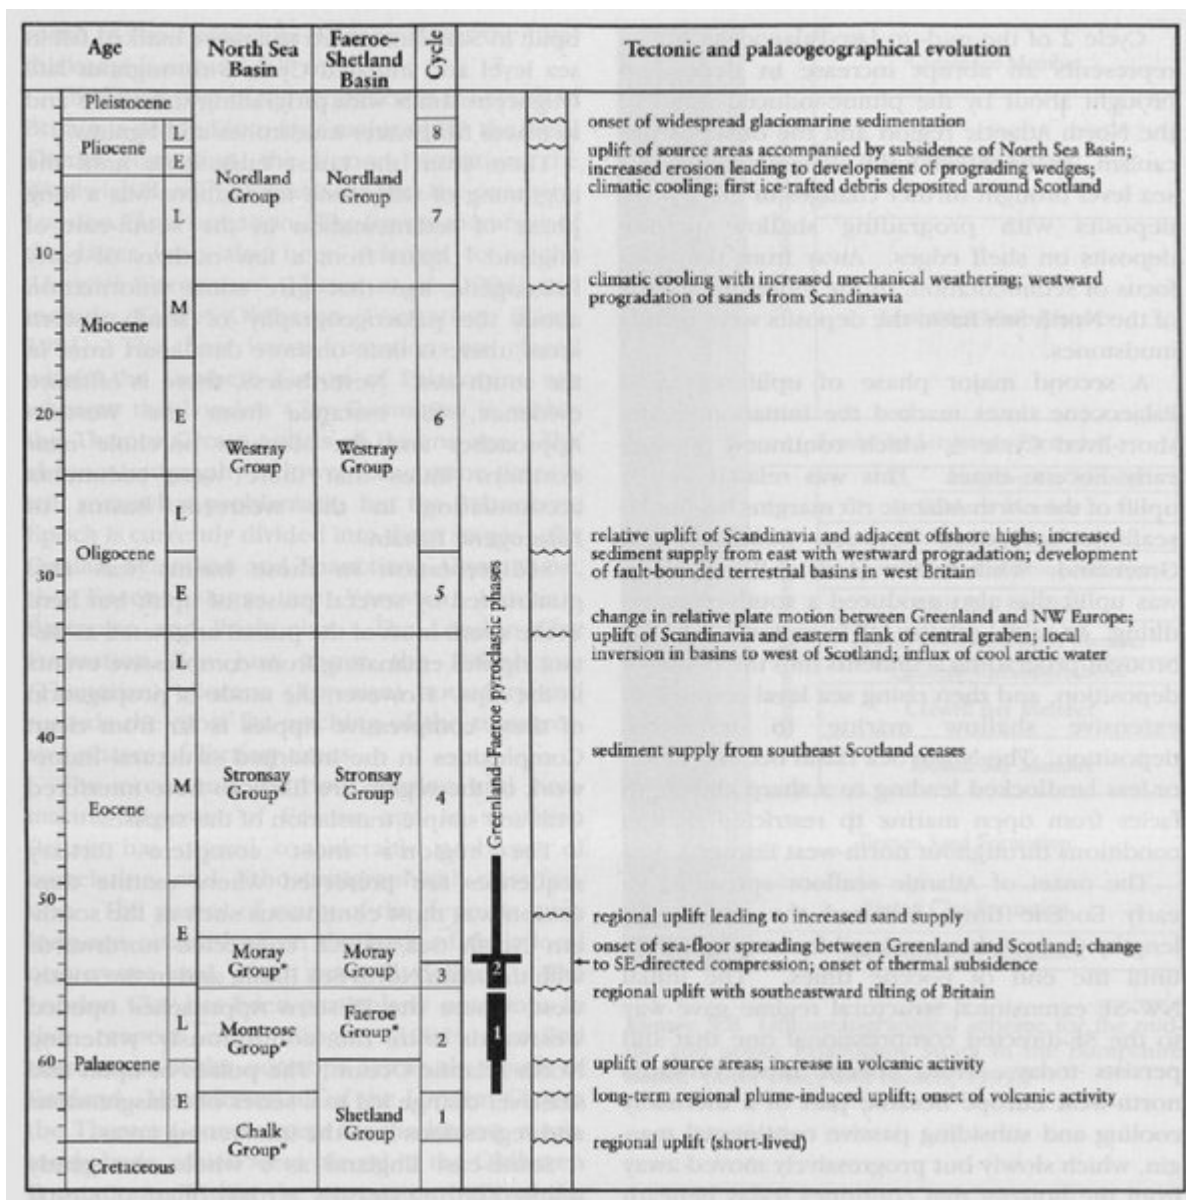 Age
North Sea
Basin
Faeroe–
Shetland
Basin
Cycle
Tectonic and palaeogeographical evolution
Pleistocene
Pliocene
L
E
8
onset of widespread glaciomarine sedimentation
uplift of source areas accompanied by subsidence of North Sea Basin;
increased erosion leading to development of prograding wedges;
climatic cooling; first ice-rafted debris deposited around Scotland
Nordland
Group
Nordland
Group
L
7
10
climatic cooling with increased mechanical weathering; westward
progradation of sands from Scandinavia
M
Miocene
20
E
6
Westray
Group
Westray
Group
L
Oligocene
relative uplift of Scandinavia and adjacent offshore highs; increased
sediment supply from east with westward progradation; development
of fault-bounded terrestrial basins in west Britain
30
E
5
change in relative plate motion between Greenland and NW Europe;
uplift of Scandinavia and eastern flank of central graben; local
inversion in basins to west of Scotland; influx of cool arctic water
L
Greenland–Faeroe pyroclastic phases
40
sediment supply from southeast Scotland ceases
M
Stronsay
Group*
Stronsay
Group
4
Eocene
50
regional uplift leading to increased sand supply
E
Moray
Group*
Moray
Group
3
2
onset of sea-floor spreading between Greenland and Scotland; change
to SE-directed compression; onset of thermal subsidence
regional uplift with southeastward tilting of Britain
L
Montrose
Group*
Faeroe
Group*
2
1
60
Palaeocene
uplift of source areas; increase in volcanic activity
long-term regional plume-induced uplift; onset of volcanic activity
E
Shetland
Group
1
Chalk
Group*
regional uplift (short-lived)
Cretaceous